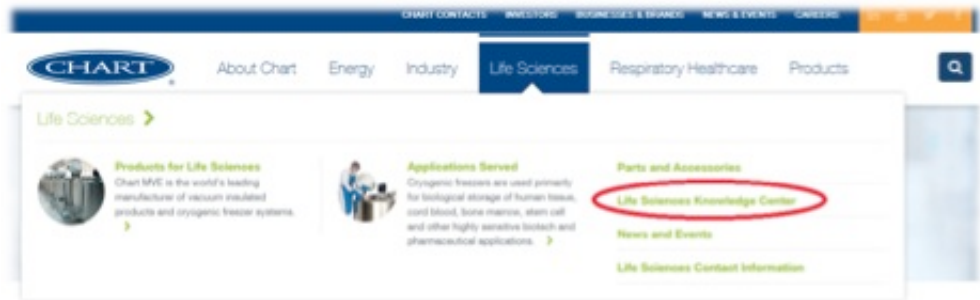 CHART CONTACTS INVESTORS BUSINESSES & BRANDS NEWS & EVENTS CAREERS
CHART About Chart Energy Industry Life Sciences Respiratory Healthcare Products
Life Sciences
Products for Life Sciences
Chart MVE is the world's leading
manufacturer of vacuum insulated
products and cryogenic freezer systems.
Applications Served
Cryogenic freezers are used primarily
for biological storage of human tissue,
cord blood, bone marrow, stem cell
and other highly sensitive biotech and
pharmaceutical applications.
Parts and Accessories
Life Sciences Knowledge Center
News and Events
Life Sciences Contact Information